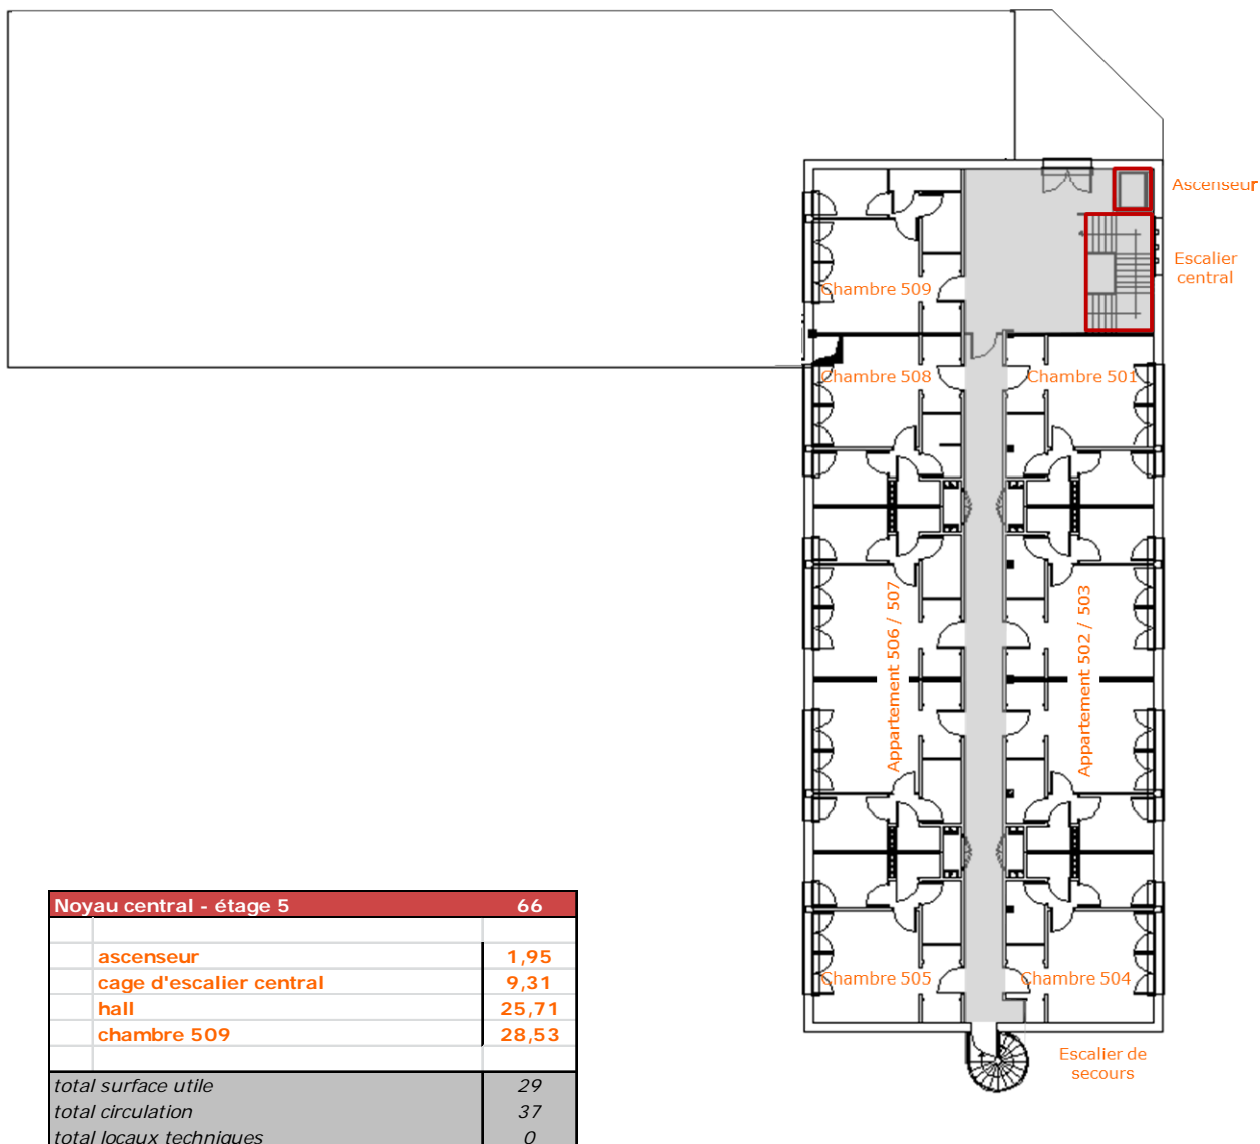 Ascenseur
Escalier
central
Chambre 509
Chambre 508
Chambre 501
Appartement 506 / 507
Appartement 502 / 503
Chambre 505
Chambre 504
Escalier de
secours
Noyau central - étage 5 66
ascenseur 1,95
cage d'escalier central 9,31
hall 25,71
chambre 509 28,53
total surface utile 29
total circulation 37
total locaux techniques 0